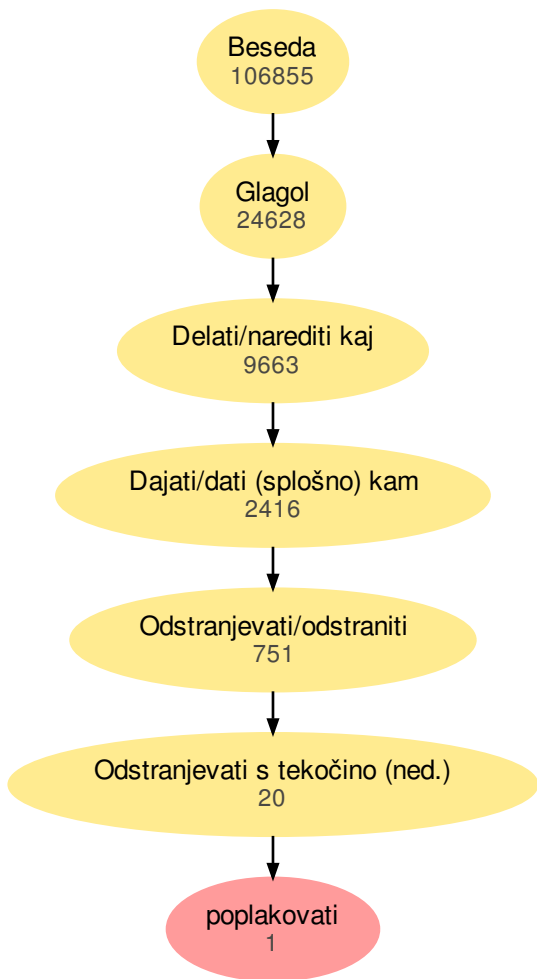 Beseda
106855
Glagol
24628
Delati/narediti kaj
9663
Dajati/dati (splošno) kam
2416
Odstranjevati/odstraniti
751
Odstranjevati s tekočino (ned.)
20
poplakovati
1